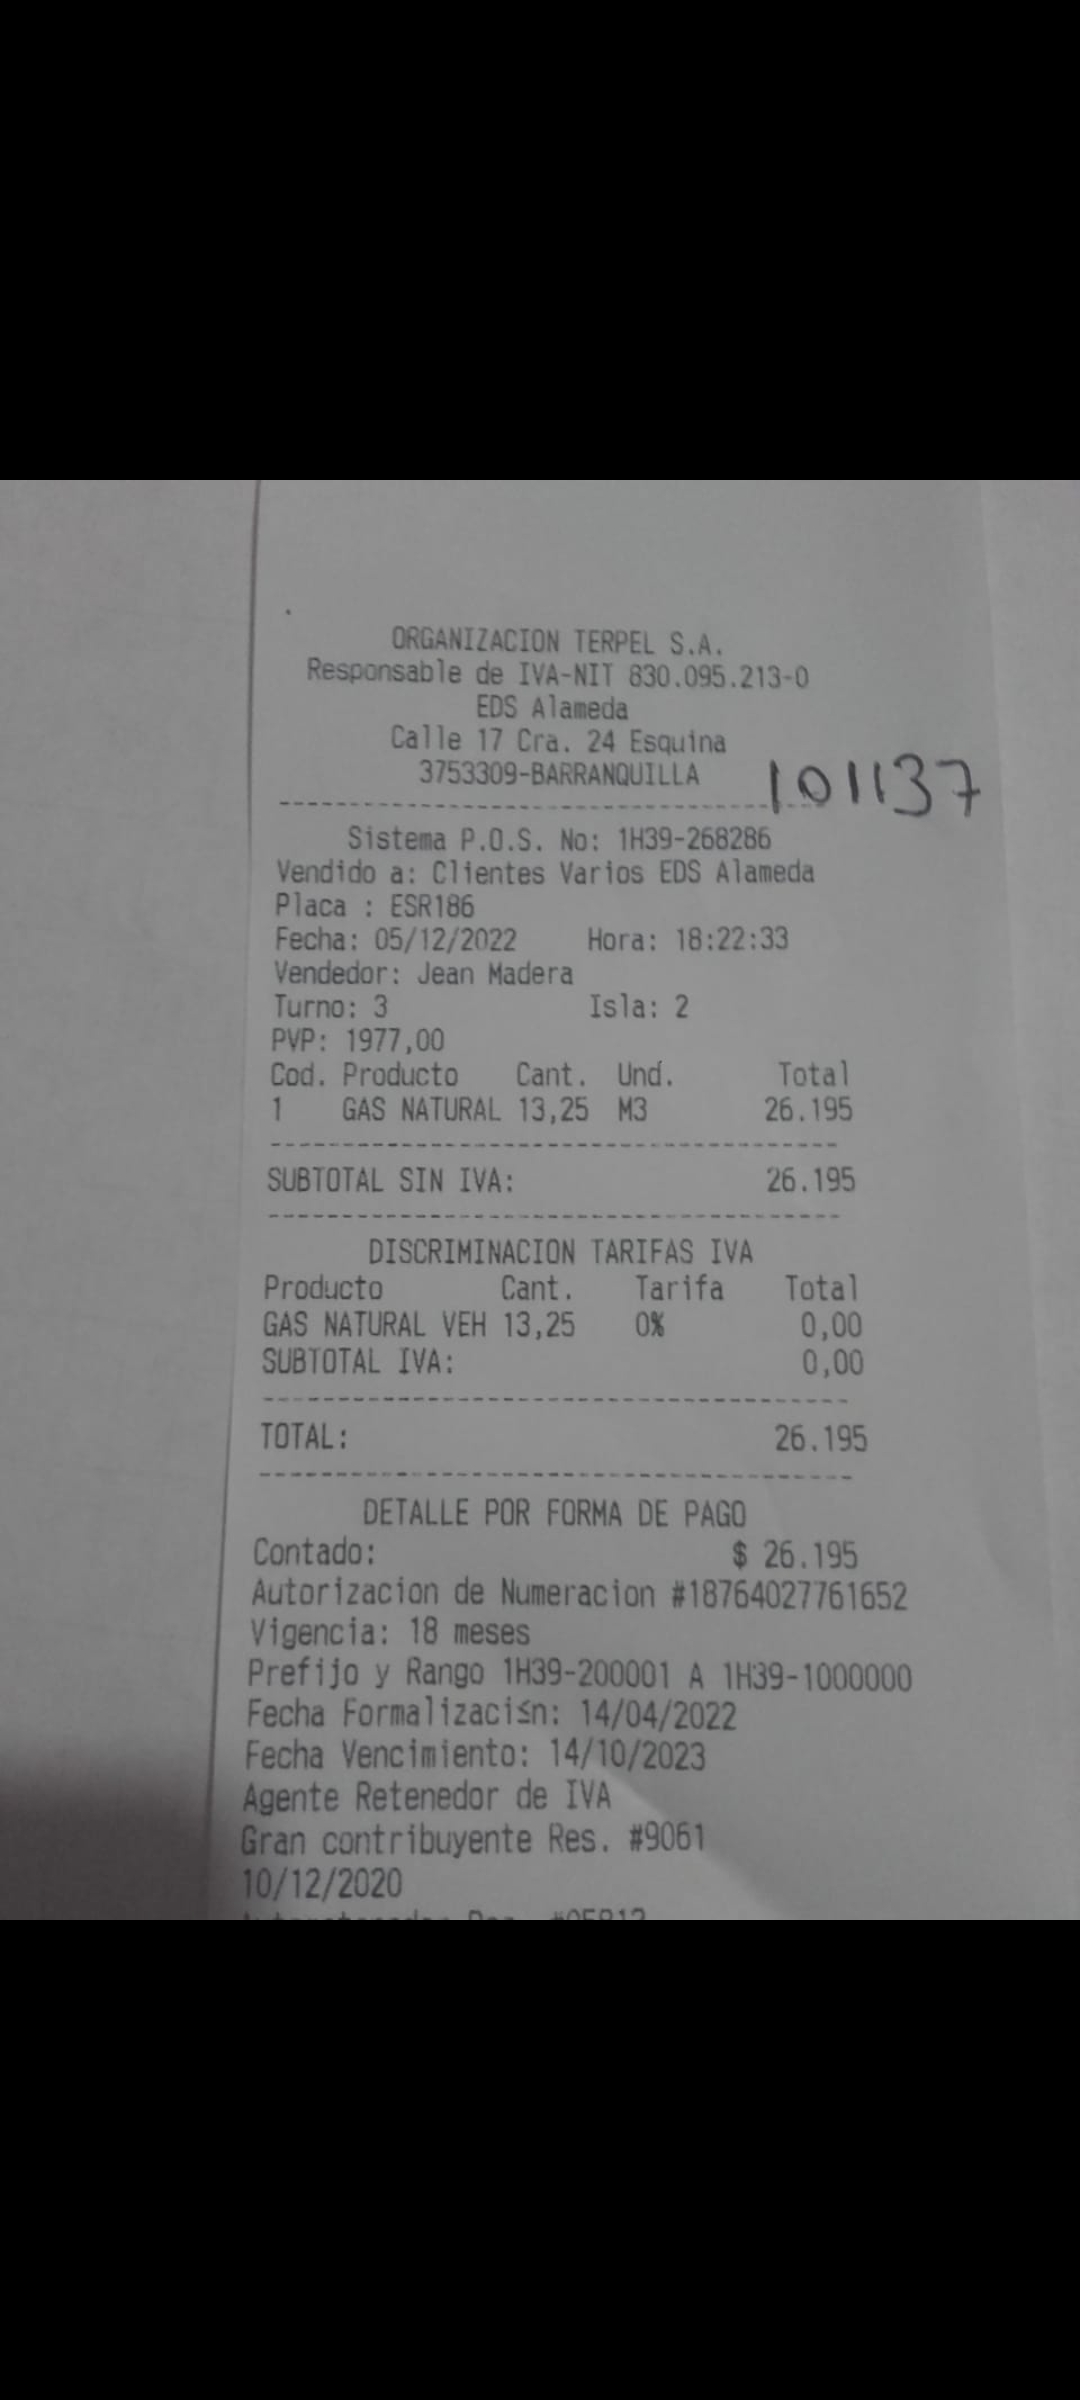 ORGANIZACION TERPEL S.A.
Responsable de IVA-NIT 830.095.213-0
EDS Alameda
Calle 17 Cra. 24 Esquina
3753309-BARRANQUILLA
101137
Sistema P.O.S. No: 1H39-268286
Vendido a: Clientes Varios EDS Alameda
Placa : ESR186
Fecha: 05/12/2022 Hora: 18:22:33
Vendedor: Jean Madera
Turno: 3 Isla: 2
PVP: 1977,00
Cod. Producto Cant. Und. Total
1 GAS NATURAL 13,25 M3 26.195
SUBTOTAL SIN IVA: 26.195
DISCRIMINACION TARIFAS IVA
Producto Cant. Tarifa Total
GAS NATURAL VEH 13,25 0% 0,00
SUBTOTAL IVA: 0,00
TOTAL: 26.195
DETALLE POR FORMA DE PAGO
Contado: $ 26.195
Autorizacion de Numeracion #18764027761652
Vigencia: 18 meses
Prefijo y Rango 1H39-200001 A 1H39-1000000
Fecha Formalizaci≤n: 14/04/2022
Fecha Vencimiento: 14/10/2023
Agente Retenedor de IVA
Gran contribuyente Res. #9061
10/12/2020